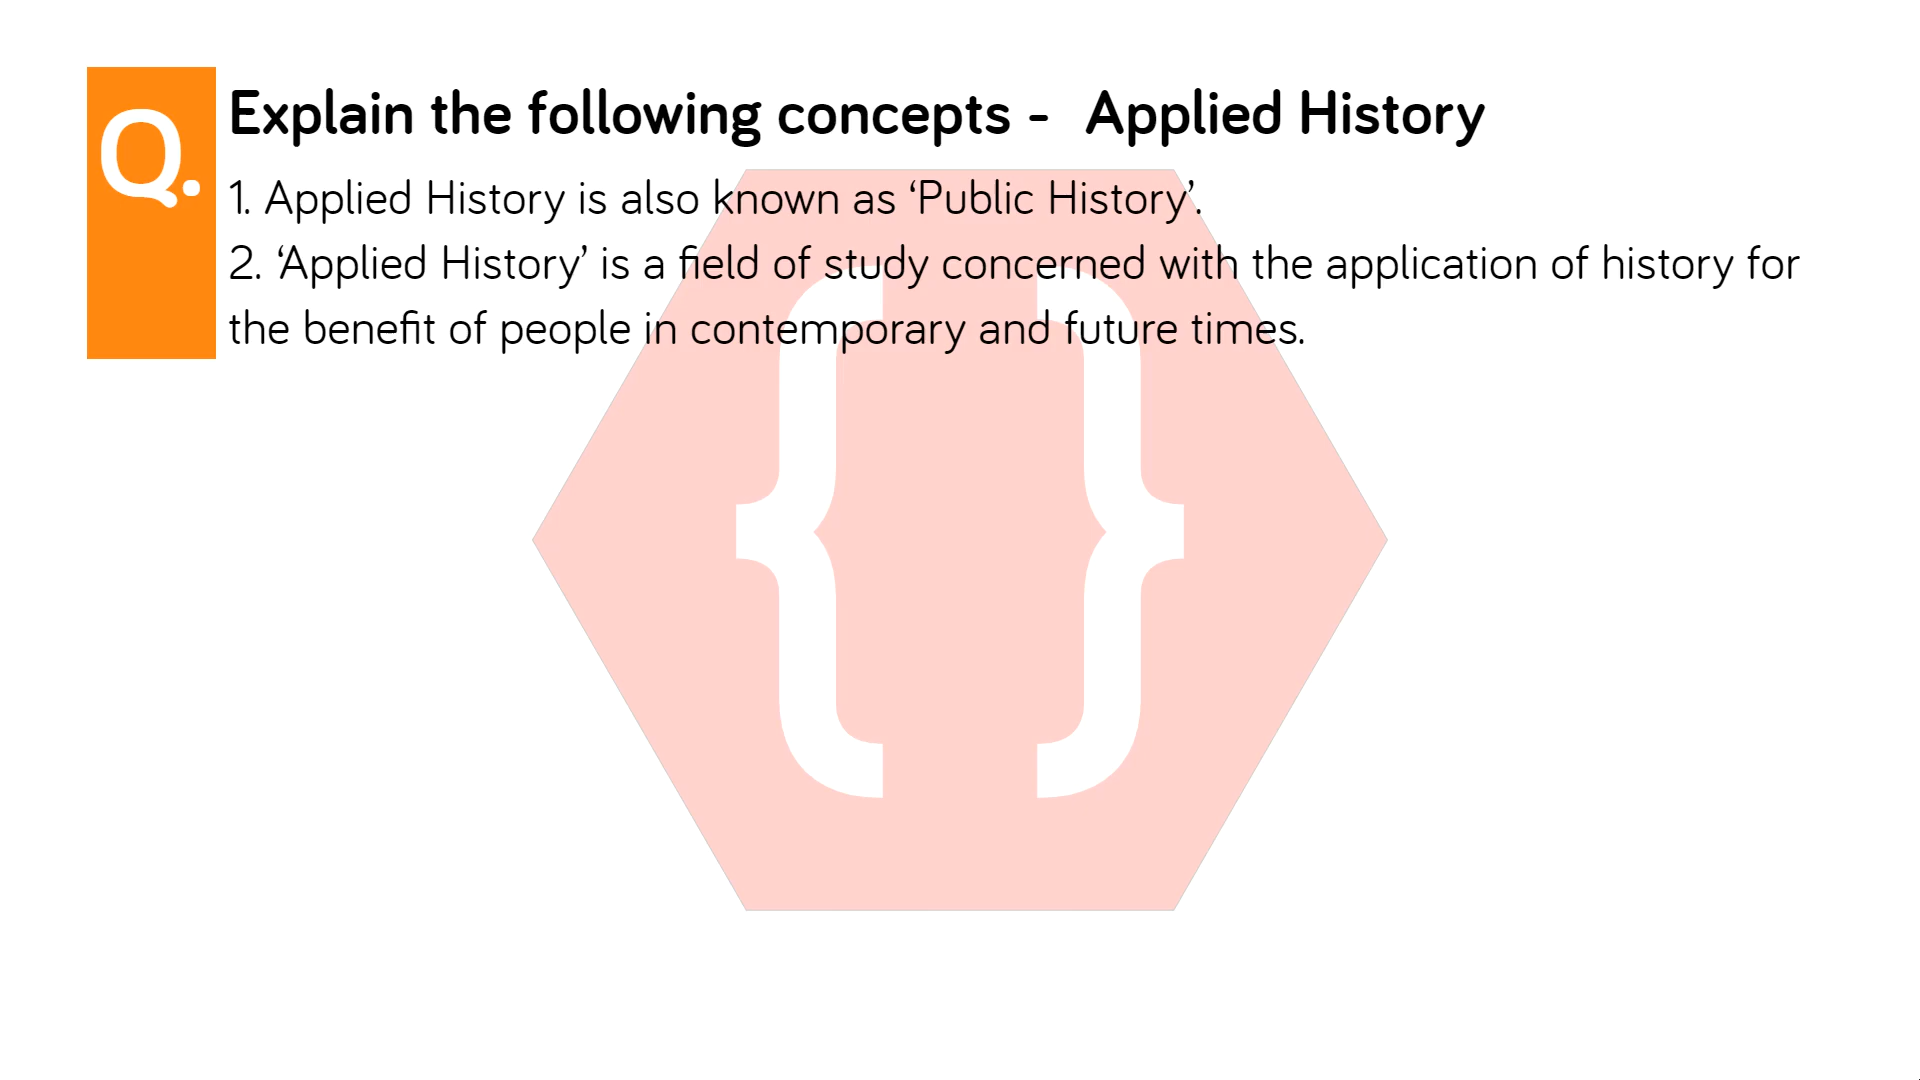 Q.
Explain the following concepts - Applied History
1. Applied History is also known as ‘Public History’.
2. ‘Applied History’ is a field of study concerned with the application of history for
the benefit of people in contemporary and future times.
{ }